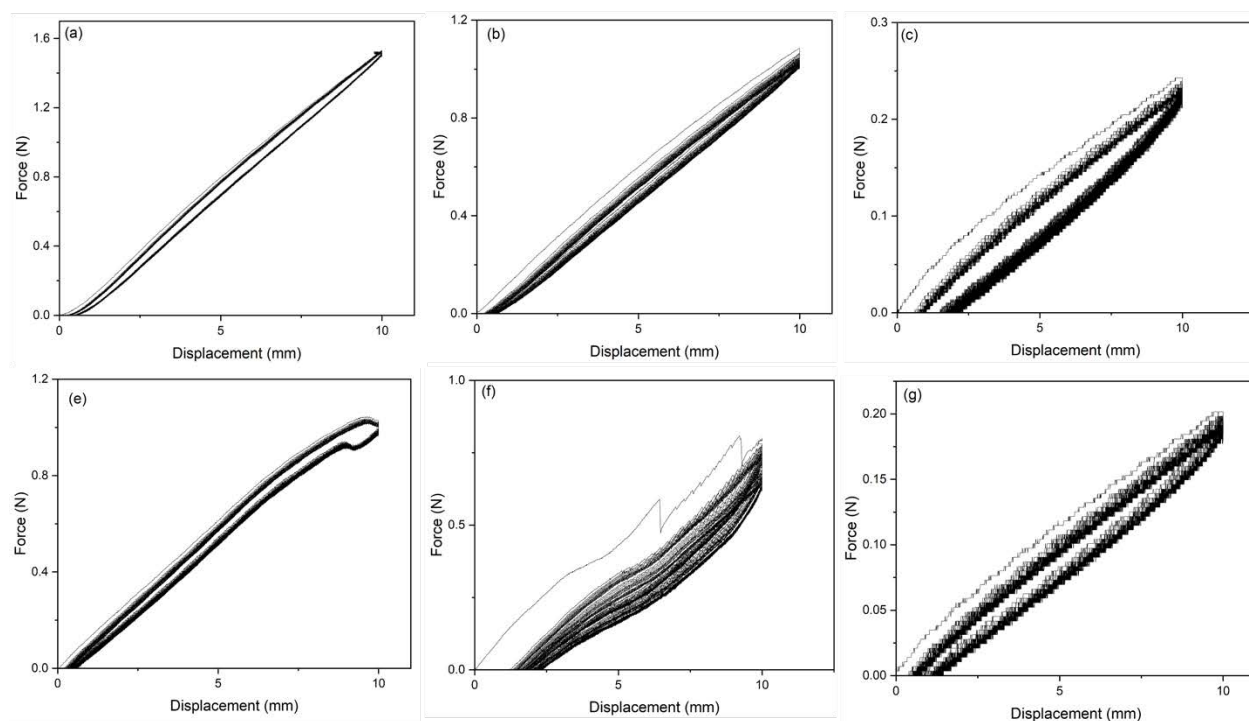 (a)
1.6
1.2
0.8
0.4
0.0
Force (N)
0
5
10
Displacement (mm)
(b)
1.2
0.8
0.4
0.0
Force (N)
0
5
10
Displacement (mm)
(c)
0.3
0.2
0.1
0.0
Force (N)
0
5
10
Displacement (mm)
(e)
1.2
0.8
0.4
0.0
Force (N)
0
5
10
Displacement (mm)
(f)
1.0
0.5
0.0
Force (N)
0
5
10
Displacement (mm)
(g)
0.20
0.15
0.10
0.05
0.00
Force (N)
0
5
10
Displacement (mm)